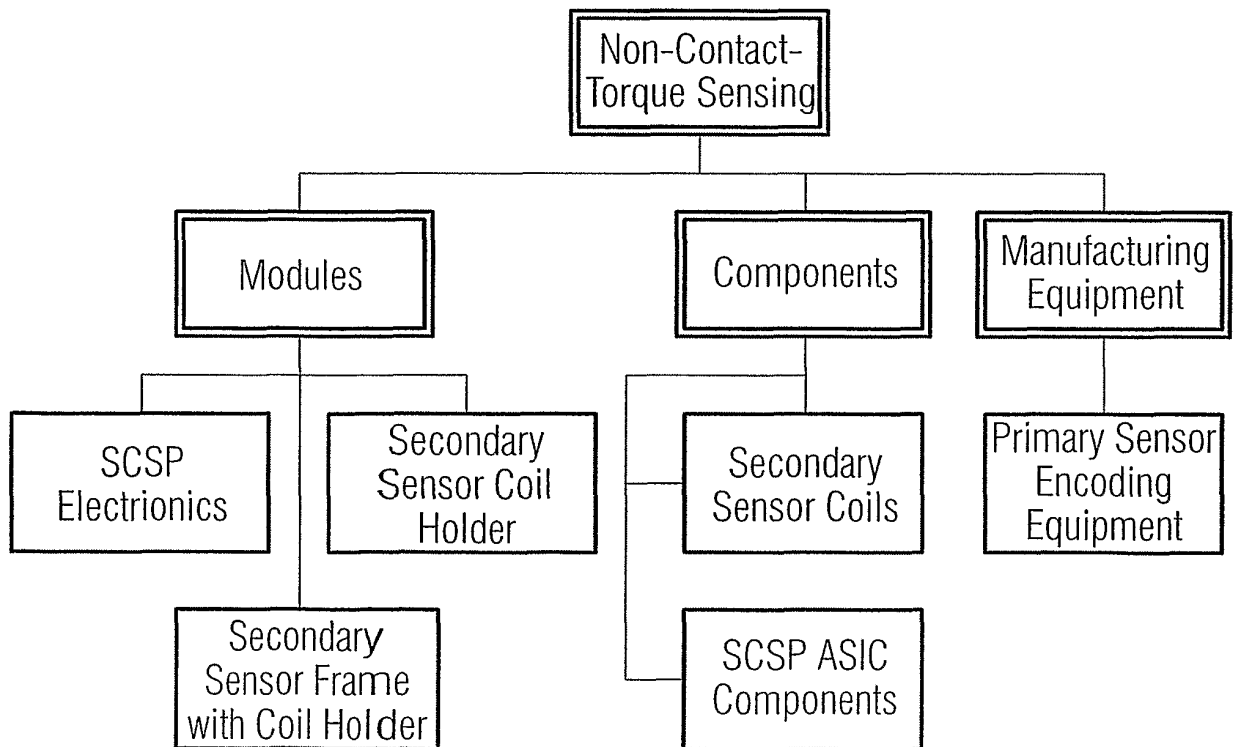 Non-Contact-
Torque Sensing
Modules
Components
Manufacturing
Equipment
SCSP
Electrionics
Secondary
Sensor Coil
Holder
Secondary
Sensor Coils
Primary Sensor
Encoding
Equipment
Secondary
Sensor Frame
with Coil Holder
SCSP ASIC
Components